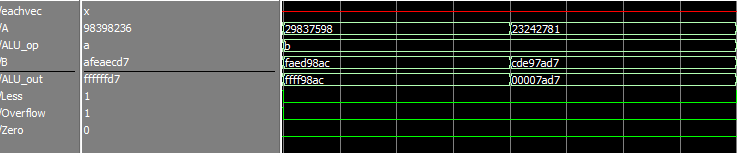 /eachvec x
/A 98398236 29837598 23242781
/ALU_op a b
/B afeaecd7 faed98ac cde97ad7
/ALU_out ffffffd7 ffff98ac 00007ad7
/Less 1
/Overflow 1
/Zero 0